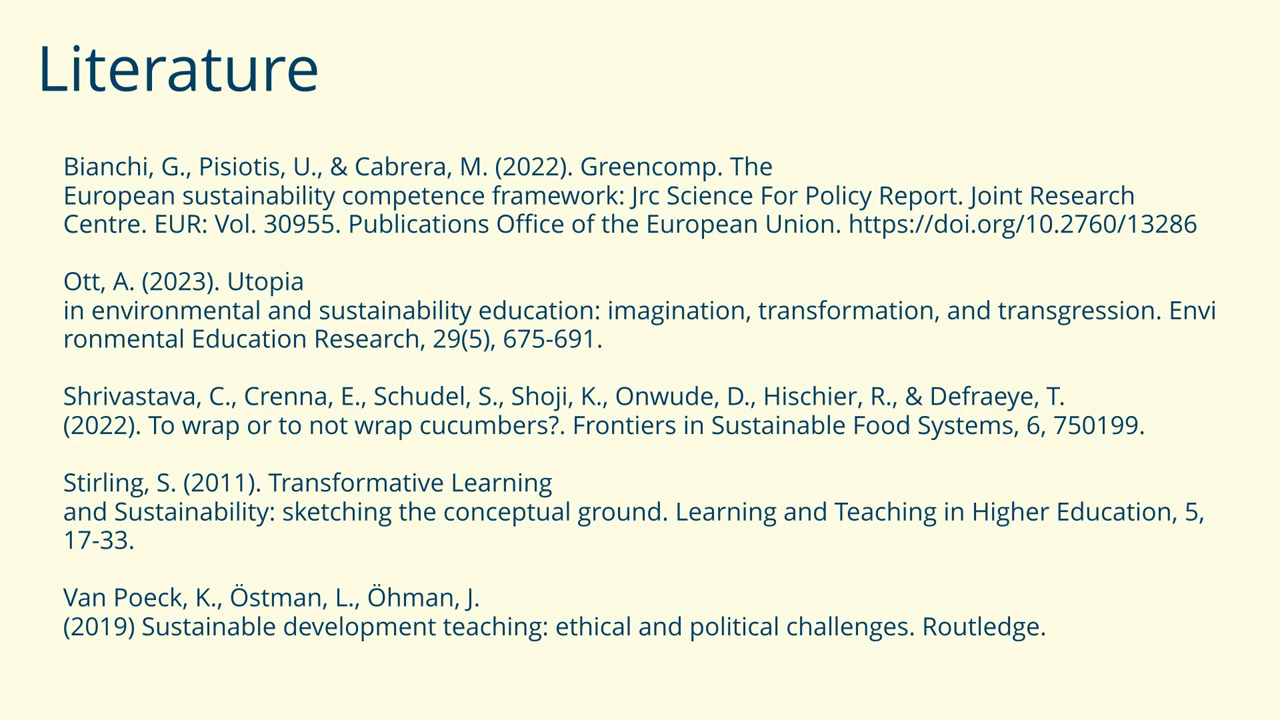 Literature
Bianchi, G., Pisiotis, U., & Cabrera, M. (2022). Greencomp. The
European sustainability competence framework: Jrc Science For Policy Report. Joint Research
Centre. EUR: Vol. 30955. Publications Office of the European Union. https://doi.org/10.2760/13286
Ott, A. (2023). Utopia
in environmental and sustainability education: imagination, transformation, and transgression. Envi
ronmental Education Research, 29(5), 675-691.
Shrivastava, C., Crenna, E., Schudel, S., Shoji, K., Onwude, D., Hischier, R., & Defraeye, T.
(2022). To wrap or to not wrap cucumbers?. Frontiers in Sustainable Food Systems, 6, 750199.
Stirling, S. (2011). Transformative Learning
and Sustainability: sketching the conceptual ground. Learning and Teaching in Higher Education, 5,
17-33.
Van Poeck, K., Östman, L., Öhman, J.
(2019) Sustainable development teaching: ethical and political challenges. Routledge.